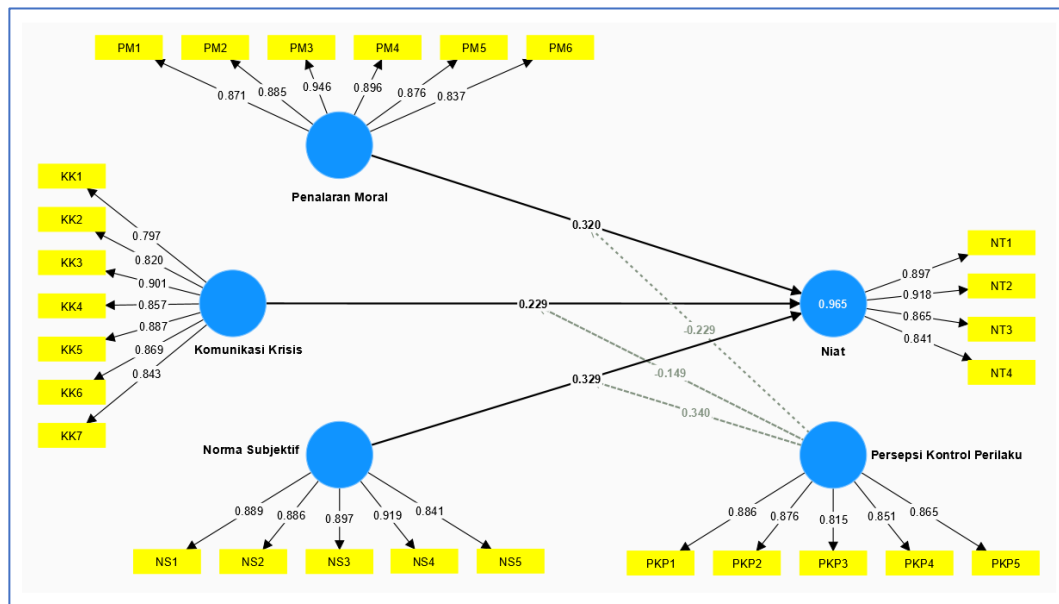 PM1 PM2 PM3 PM4 PM5 PM6
0.871 0.885 0.946 0.896 0.876 0.837
Penalaran Moral
KK1
KK2
KK3
KK4
KK5
KK6
KK7
0.797
0.820
0.901
0.857
0.887
0.869
0.843
Komunikasi Krisis
0.320
0.229
0.329
-0.229
-0.149
0.340
NT1
NT2
NT3
NT4
0.897
0.918
0.865
0.841
0.965
Niat
Norma Subjektif
0.889 0.886 0.897 0.919 0.841
NS1 NS2 NS3 NS4 NS5
Persepsi Kontrol Perilaku
0.886 0.876 0.815 0.851 0.865
PKP1 PKP2 PKP3 PKP4 PKP5